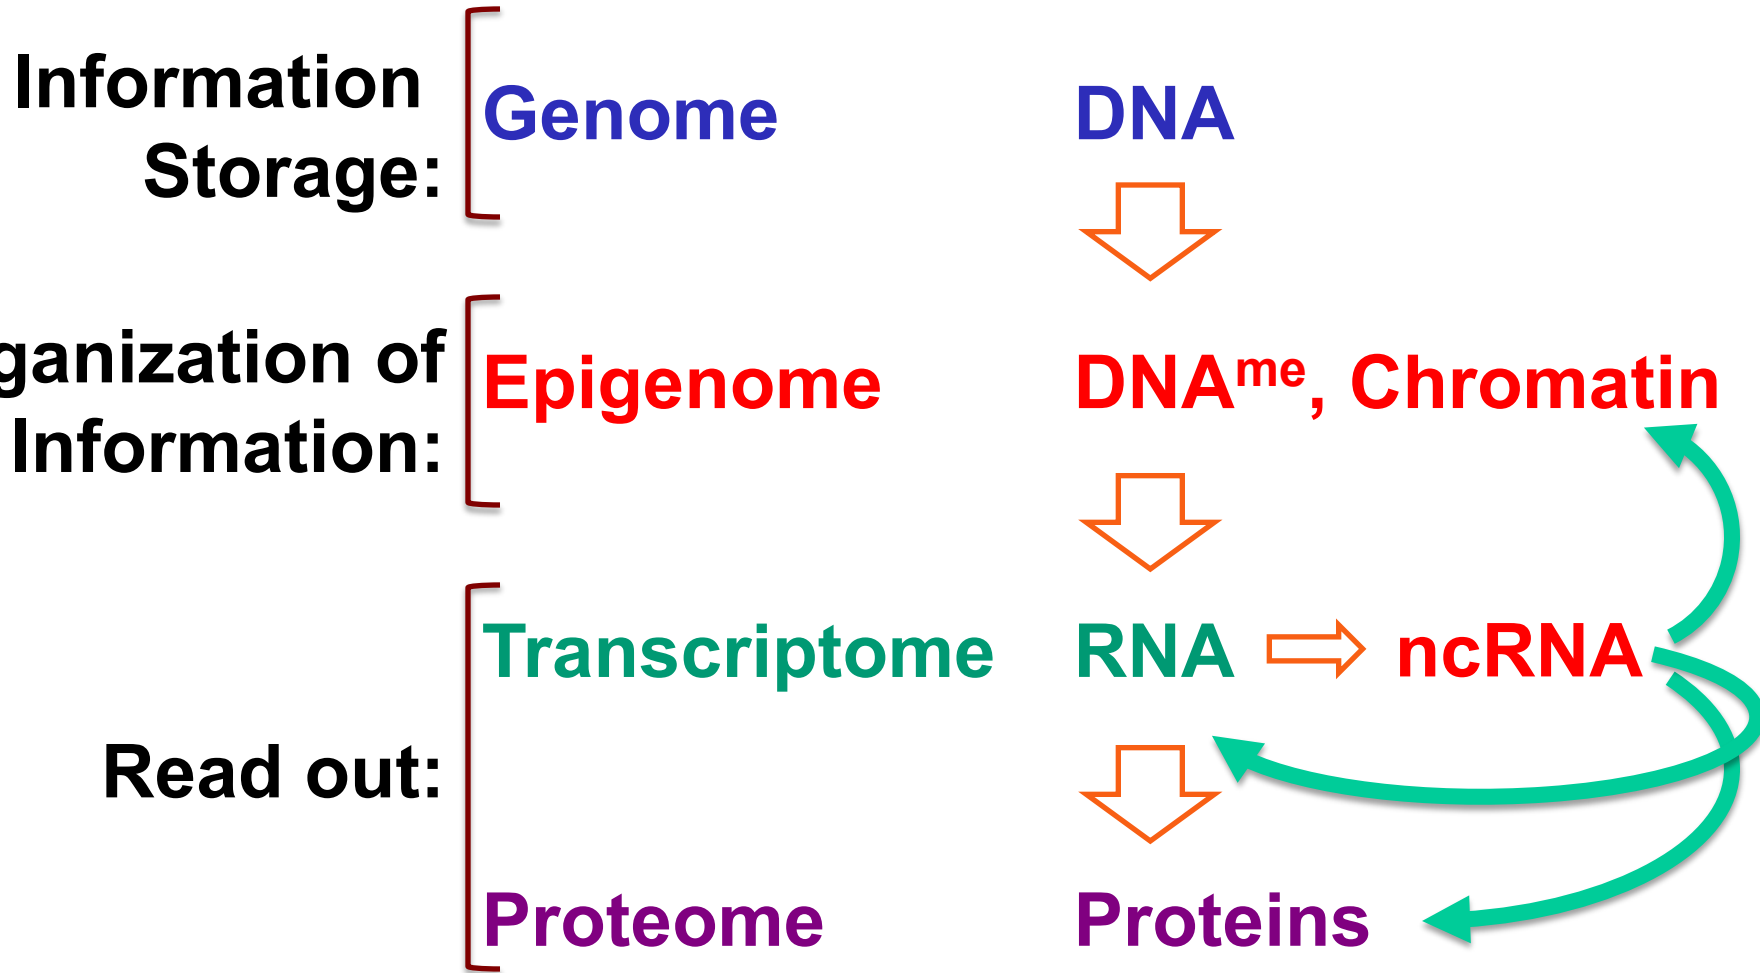 Information
Storage:
Genome DNA
ganization of
Information:
Epigenome DNAᵐᵉ, Chromatin
Transcriptome RNA ncRNA
Read out:
Proteome Proteins